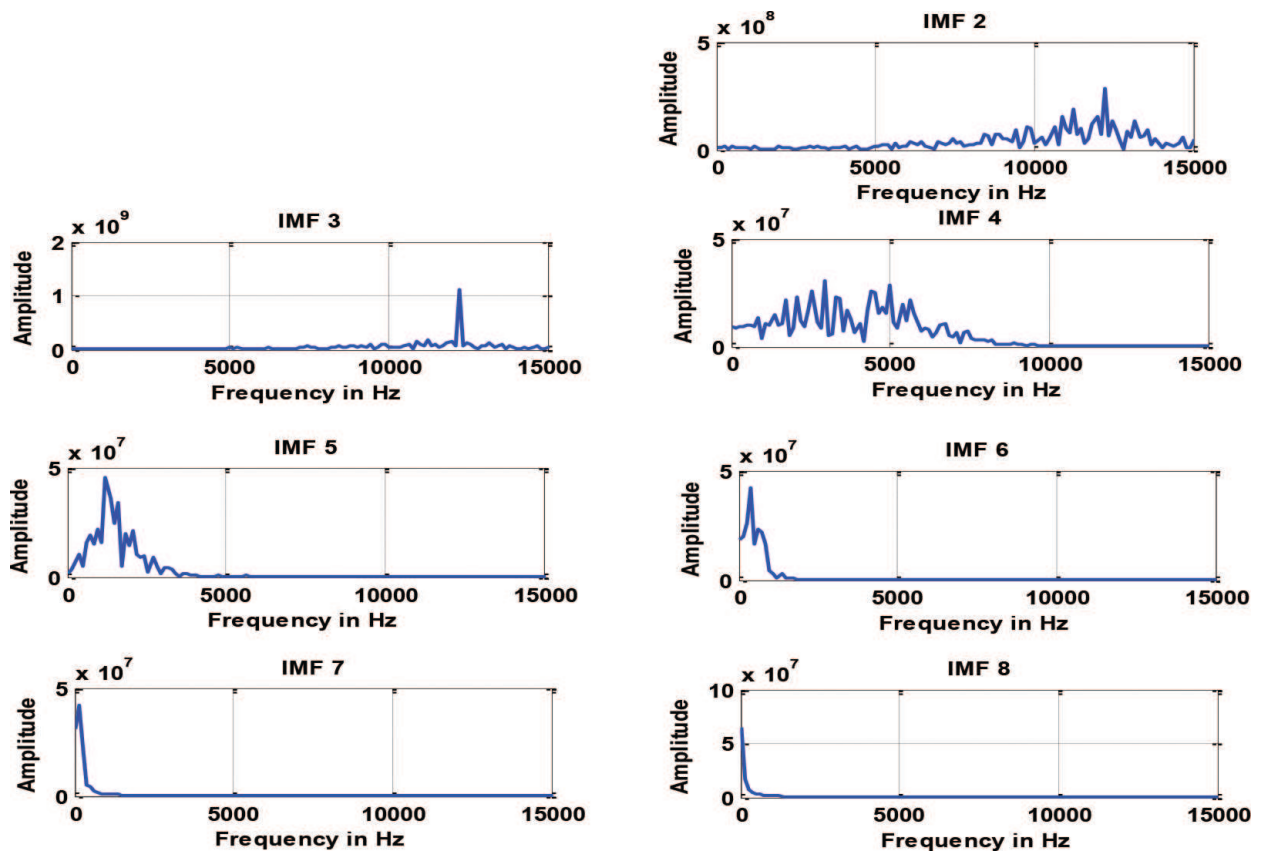 x 10^8
IMF 2
5
0
Amplitude
0 5000 10000 15000
Frequency in Hz
x 10^9
IMF 3
2
1
0
Amplitude
0 5000 10000 15000
Frequency in Hz
x 10^7
IMF 4
5
0
Amplitude
0 5000 10000 15000
Frequency in Hz
x 10^7
IMF 5
5
0
Amplitude
0 5000 10000 15000
Frequency in Hz
x 10^7
IMF 6
5
0
Amplitude
0 5000 10000 15000
Frequency in Hz
x 10^7
IMF 7
5
0
Amplitude
0 5000 10000 15000
Frequency in Hz
x 10^7
IMF 8
10
5
0
Amplitude
0 5000 10000 15000
Frequency in Hz